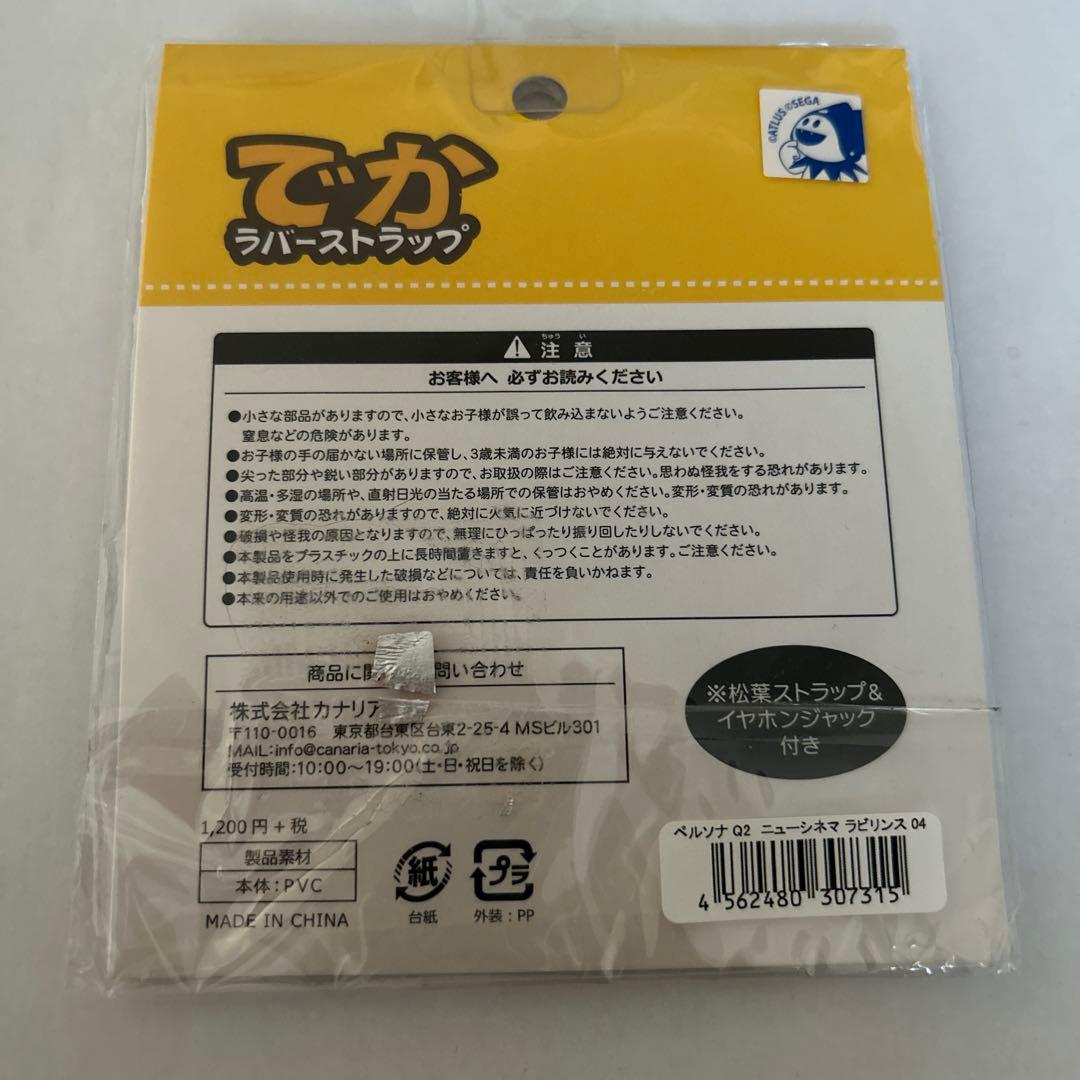 ©ATLUS ©SEGA
でか
ラバーストラップ
ちゅう い
注意
お客様へ 必ずお読みください
●小さな部品がありますので、小さなお子様が誤って飲み込まないようご注意ください。
窒息などの危険があります。
●お子様の手の届かない場所に保管し、3歳未満のお子様には絶対に与えないでください。
●尖った部分や鋭い部分がありますので、お取扱の際はご注意ください。思わぬ怪我をする恐れがあります。
●高温・多湿の場所や、直射日光の当たる場所での保管はおやめください。変形・変質の恐れがあります。
●変形・変質の恐れがありますので、絶対に火気に近づけないでください。
●破損や怪我の原因となりますので、無理にひっぱったり振り回したりしないでください。
●本製品をプラスチックの上に長時間置きますと、くっつくことがあります。ご注意ください。
●本製品使用時に発生した破損などについては、責任を負いかねます。
●本来の用途以外でのご使用はおやめください。
商品に関 問い合わせ
株式会社カナリア
〒110-0016 東京都台東区台東2-25-4 MSビル301
MAIL:info@canaria-tokyo.co.jp
受付時間:10:00～19:00(土・日・祝日を除く)
※松葉ストラップ&
イヤホンジャック
付き
1,200円+税
製品素材
本体:PVC
MADE IN CHINA
紙
台紙
プラ
外装:PP
ペルソナ Q2 ニューシネマ ラビリンス 04
4 562480 307315